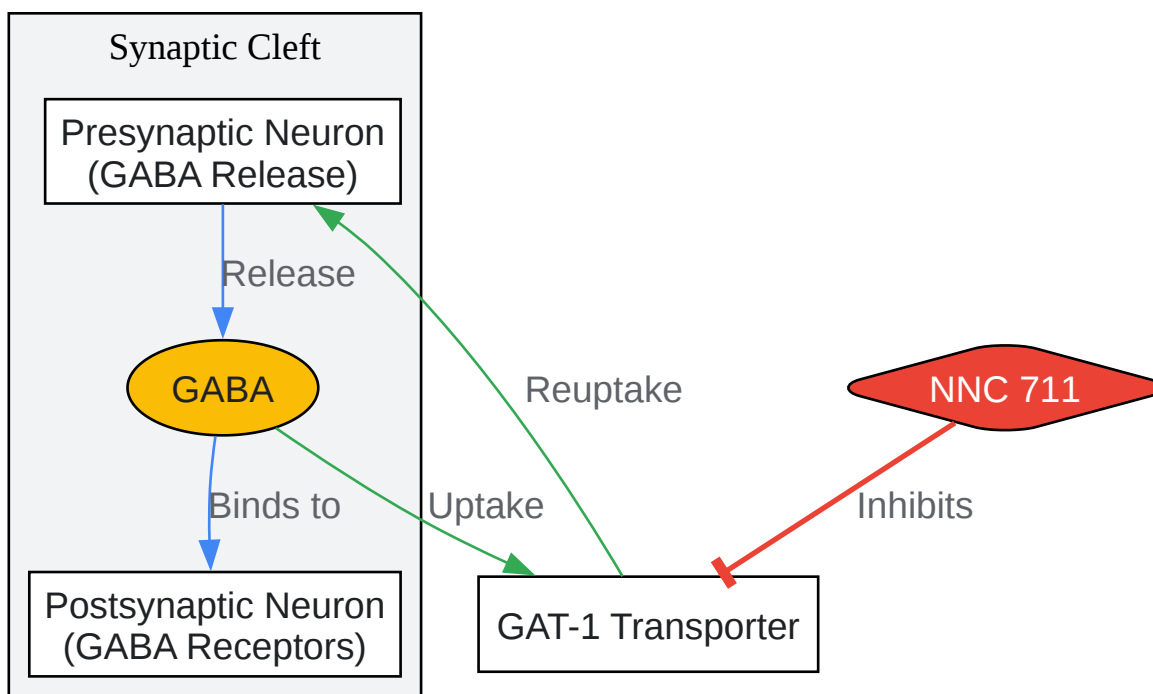 Synaptic Cleft
Presynaptic Neuron
(GABA Release)
Release
GABA
Reuptake
NNC 711
Binds to
Uptake
Inhibits
Postsynaptic Neuron
(GABA Receptors)
GAT-1 Transporter